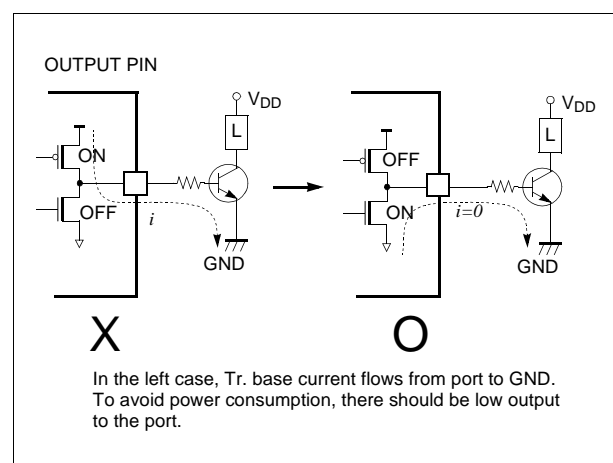 OUTPUT PIN
VDD
L
ON
OFF
i
GND
X
VDD
L
OFF
ON
i=0
GND
O
In the left case, Tr. base current flows from port to GND.
To avoid power consumption, there should be low output
to the port.